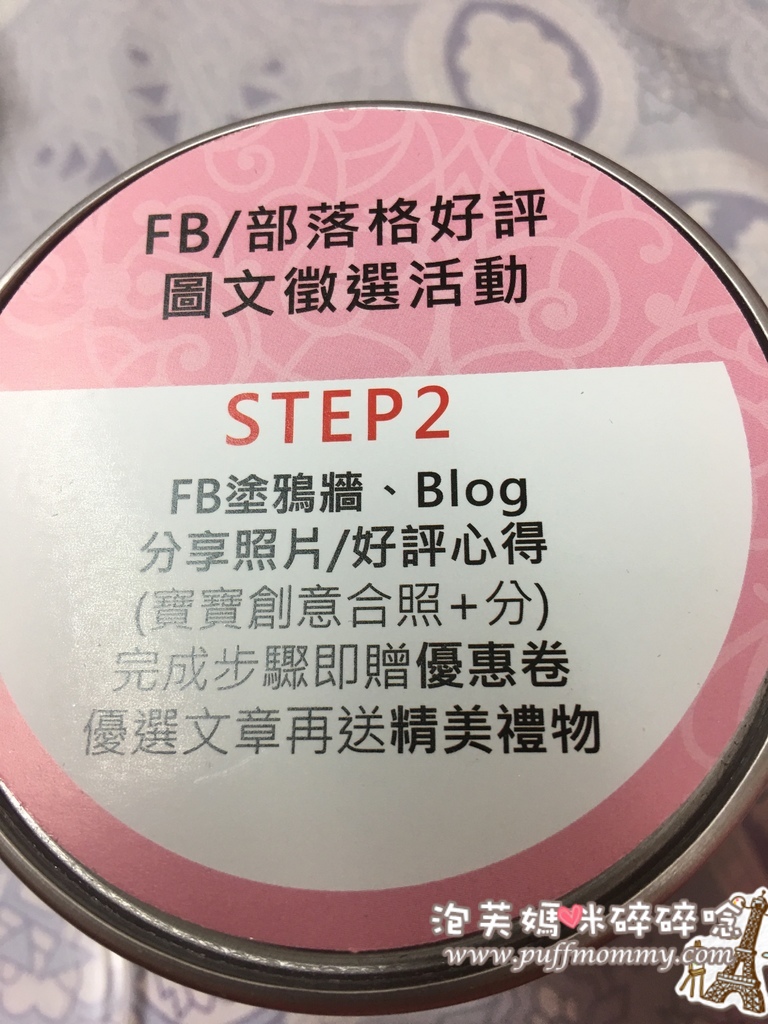 FB/部落格好評
圖文徵選活動
STEP2
FB塗鴉牆、Blog
分享照片/好評心得
(寶寶創意合照+分)
完成步驟即贈優惠卷
優選文章再送精美禮物
泡芙媽咪碎碎唸
www.puffmommy.com